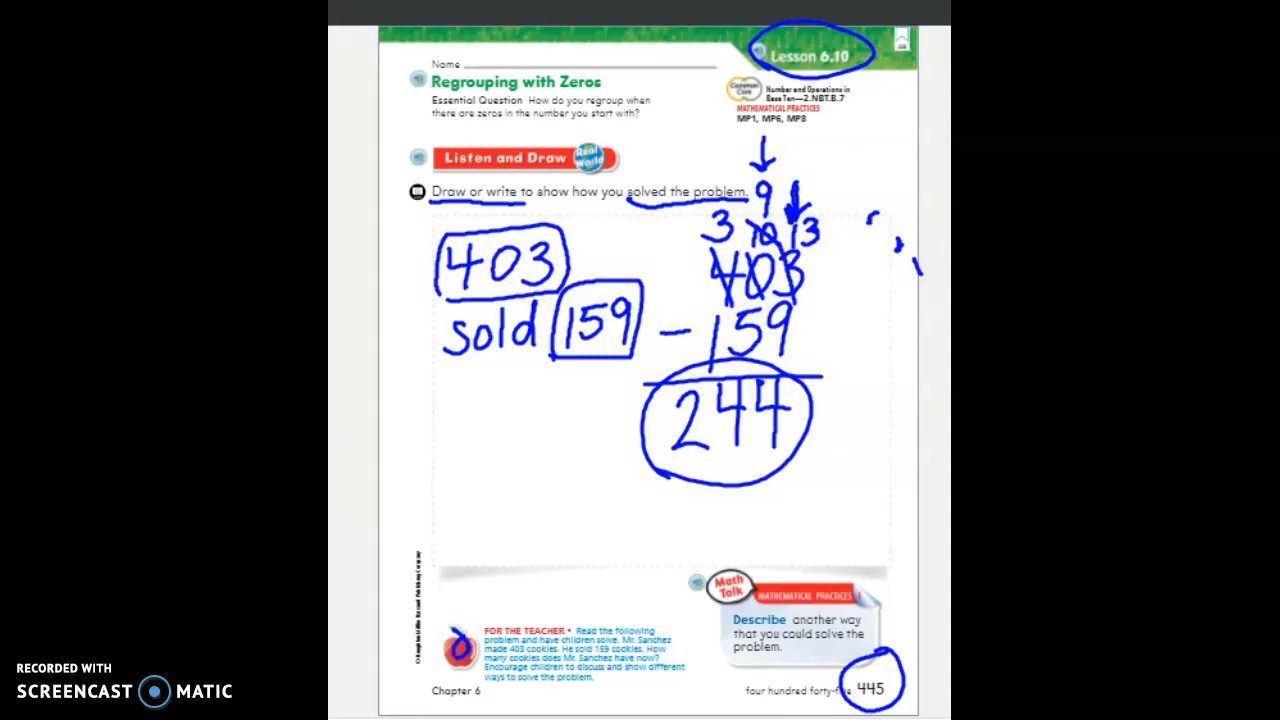 Lesson 6.10
Name
Regrouping with Zeros
Essential Question How do you regroup when
there are zeros in the number you start with?
Common
Core
Number and Operations in
Base Ten—2.NBT.B.7
MATHEMATICAL PRACTICES
MP1, MP6, MP8
Listen and Draw Real
World
Draw or write to show how you solved the problem.
9
3 10 13
403
403
sold 159
- 159
244
Math
Talk
MATHEMATICAL PRACTICES
Describe another way
that you could solve the
problem.
FOR THE TEACHER • Read the following
problem and have children solve. Mr. Sanchez
made 403 cookies. He sold 159 cookies. How
many cookies does Mr. Sanchez have now?
Encourage children to discuss and show different
ways to solve the problem.
Chapter 6
four hundred forty-five 445
RECORDED WITH
SCREENCAST MATIC